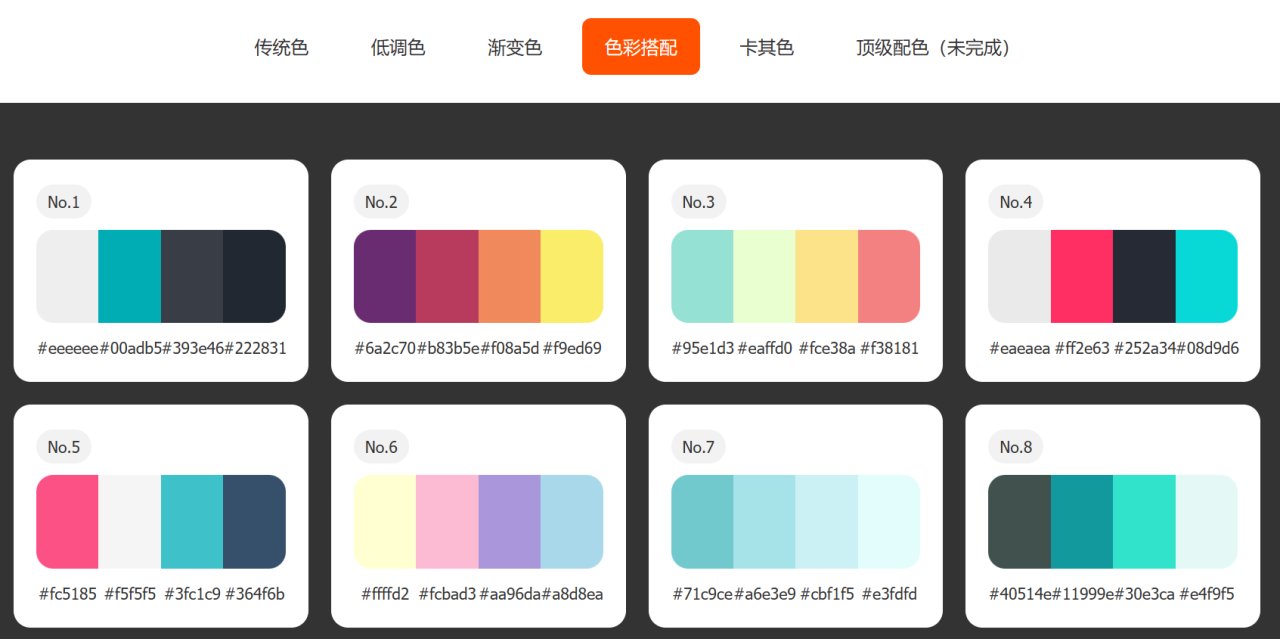 传统色 低调色 渐变色 色彩搭配 卡其色 顶级配色（未完成）
No.1 No.2 No.3 No.4
#eeeeee #00adb5 #393e46 #222831 #6a2c70 #b83b5e #f08a5d #f9ed69 #95e1d3 #eaffd0 #fce38a #f38181 #eaeaea #ff2e63 #252a34 #08d9d6
No.5 No.6 No.7 No.8
#fc5185 #f5f5f5 #3fc1c9 #364f6b #ffffd2 #fcbad3 #aa96da #a8d8ea #71c9ce #a6e3e9 #cbf1f5 #e3fdfd #40514e #11999e #30e3ca #e4f9f5